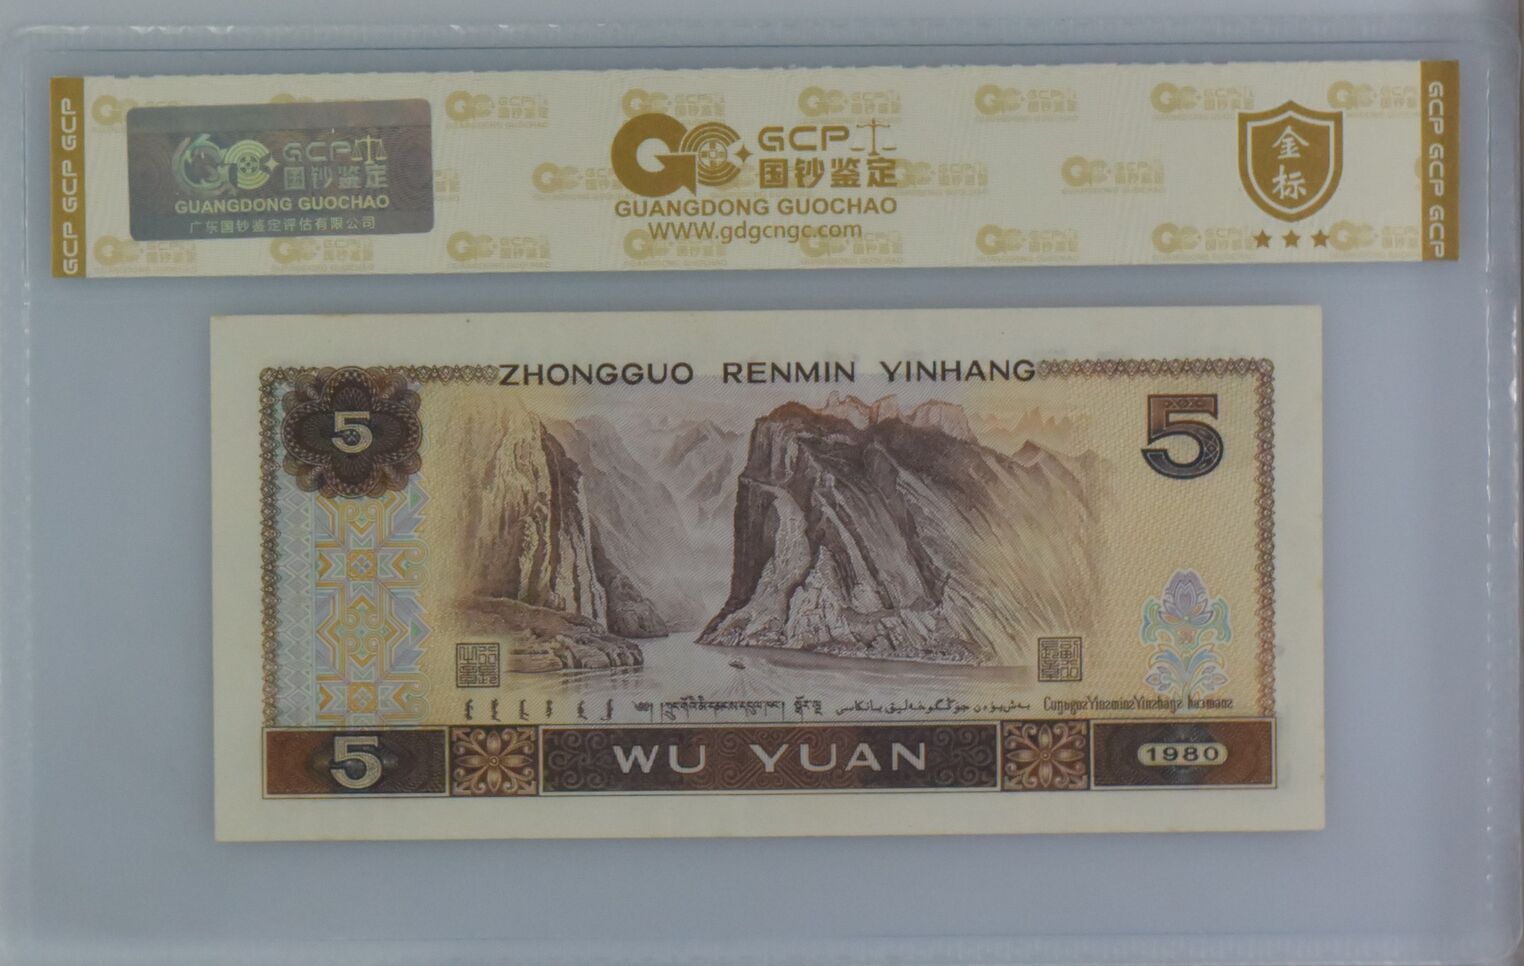 GCP GCP GCP
GCP
国钞鉴定
GUANGDONG GUOCHAO
广东国钞鉴定评估有限公司
GCP
国钞鉴定
GUANGDONG GUOCHAO
WWW.gdgcngc.com
金
标
GCP GCP GCP
ZHONGGUO RENMIN YINHANG
5
5
5
WU YUAN
1980